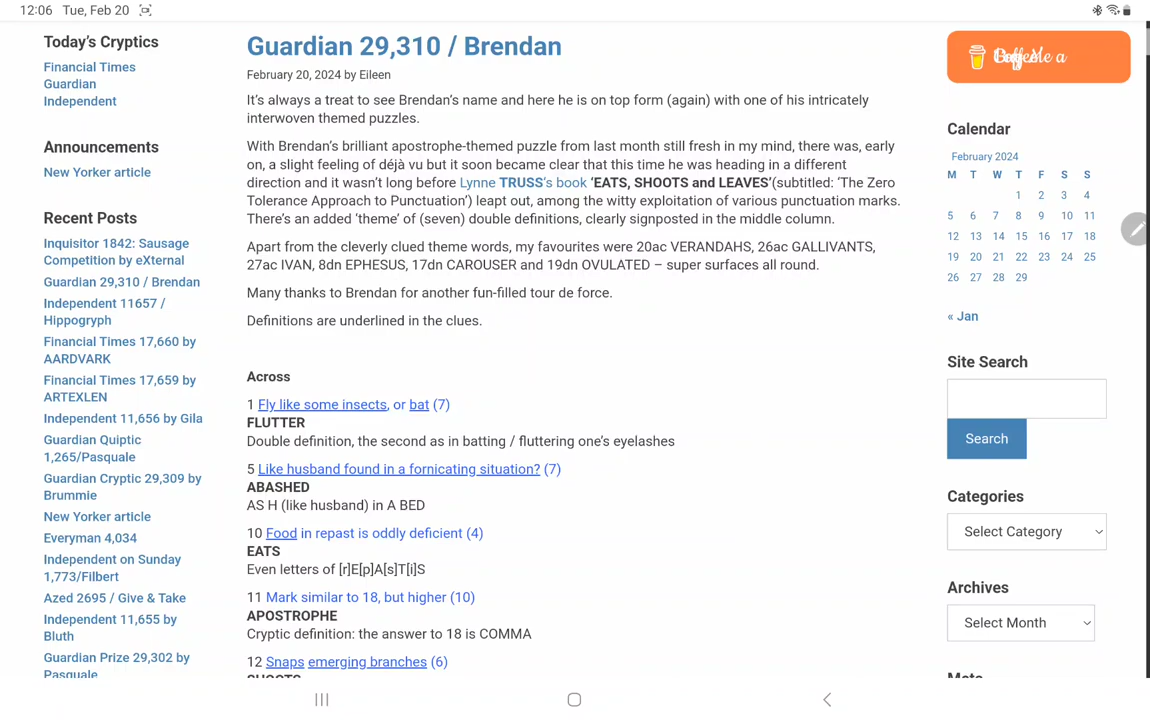 12:06 Tue, Feb 20
Today's Cryptics
Financial Times
Guardian
Independent
Announcements
New Yorker article
Recent Posts
Inquisitor 1842: Sausage
Competition by eXternal
Guardian 29,310 / Brendan
Independent 11657 /
Hippogryph
Financial Times 17,660 by
AARDVARK
Financial Times 17,659 by
ARTEXLEN
Independent 11,656 by Gila
Guardian Quiptic
1,265/Pasquale
Guardian Cryptic 29,309 by
Brummie
New Yorker article
Everyman 4,034
Independent on Sunday
1,773/Filbert
Azed 2695 / Give & Take
Independent 11,655 by
Bluth
Guardian Prize 29,302 by
Pasquale
Guardian 29,310 / Brendan
February 20, 2024 by Eileen
It's always a treat to see Brendan's name and here he is on top form (again) with one of his intricately
interwoven themed puzzles.
With Brendan's brilliant apostrophe-themed puzzle from last month still fresh in my mind, there was, early
on, a slight feeling of déjà vu but it soon became clear that this time he was heading in a different
direction and it wasn't long before Lynne TRUSS's book 'EATS, SHOOTS and LEAVES'(subtitled: 'The Zero
Tolerance Approach to Punctuation') leapt out, among the witty exploitation of various punctuation marks.
There's an added 'theme' of (seven) double definitions, clearly signposted in the middle column.
Apart from the cleverly clued theme words, my favourites were 20ac VERANDAHS, 26ac GALLIVANTS,
27ac IVAN, 8dn EPHESUS, 17dn CAROUSER and 19dn OVULATED – super surfaces all round.
Many thanks to Brendan for another fun-filled tour de force.
Definitions are underlined in the clues.
Across
1 Fly like some insects, or bat (7)
FLUTTER
Double definition, the second as in batting / fluttering one's eyelashes
5 Like husband found in a fornicating situation? (7)
ABASHED
AS H (like husband) in A BED
10 Food in repast is oddly deficient (4)
EATS
Even letters of [r]E[p]A[s]T[i]S
11 Mark similar to 18, but higher (10)
APOSTROPHE
Cryptic definition: the answer to 18 is COMMA
12 Snaps emerging branches (6)
SHOOTS
Calendar
February 2024
M T W T F S S
1 2 3 4
5 6 7 8 9 10 11
12 13 14 15 16 17 18
19 20 21 22 23 24 25
26 27 28 29
« Jan
Site Search
Search
Categories
Select Category
Archives
Select Month
Meta